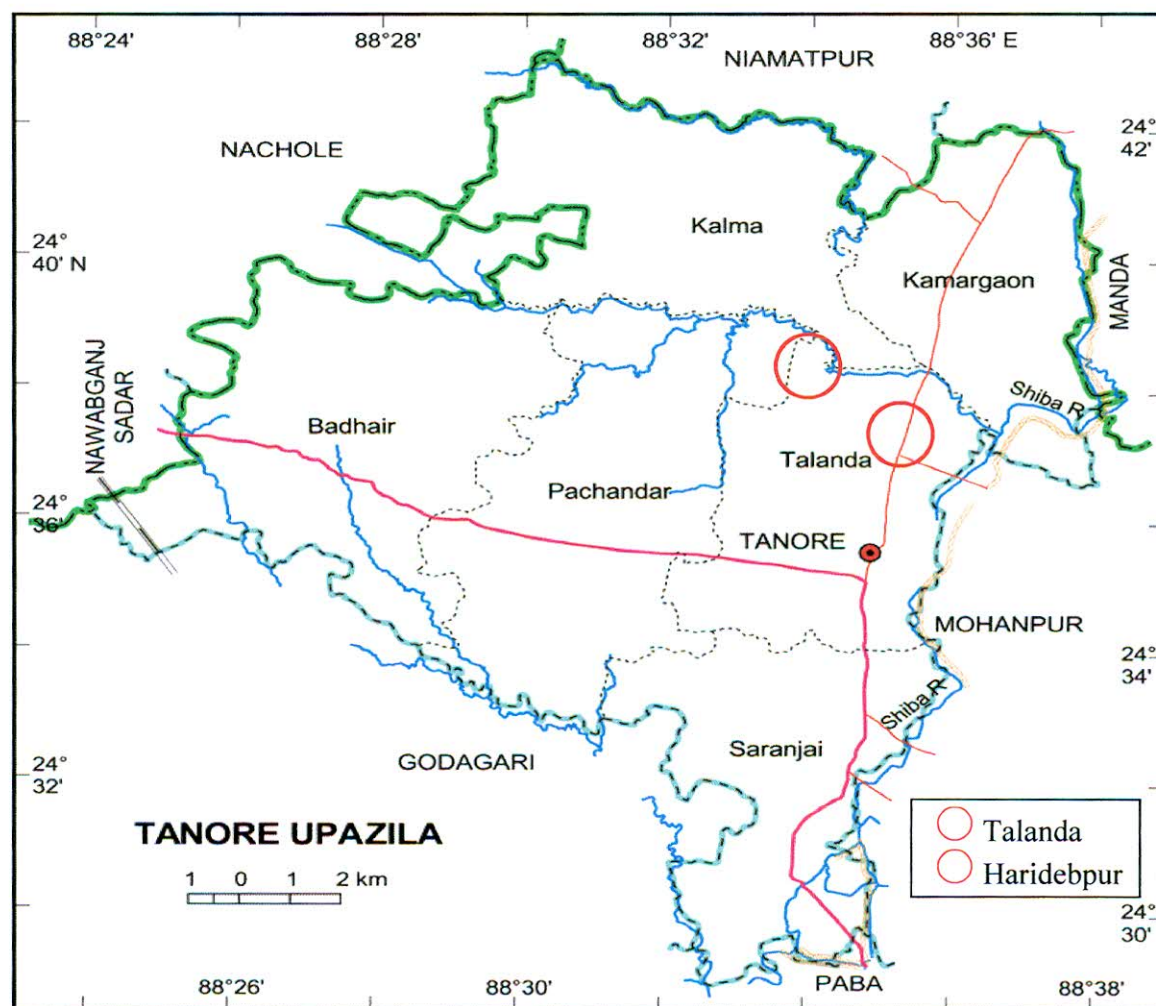 88°24'
88°28'
88°32'
88°36' E
NIAMATPUR
24°
42'
NACHOLE
Kalma
24°
40' N
Kamargaon
MANDA
NAWABGANJ
SADAR
Shiba R
Badhair
Talanda
Pachandar
24°
36'
TANORE
MOHANPUR
24°
34'
Shiba R
Saranjai
GODAGARI
24°
32'
TANORE UPAZILA
1 0 1 2 km
Talanda
Haridebpur
24°
30'
88°26'
88°30'
PABA
88°38'